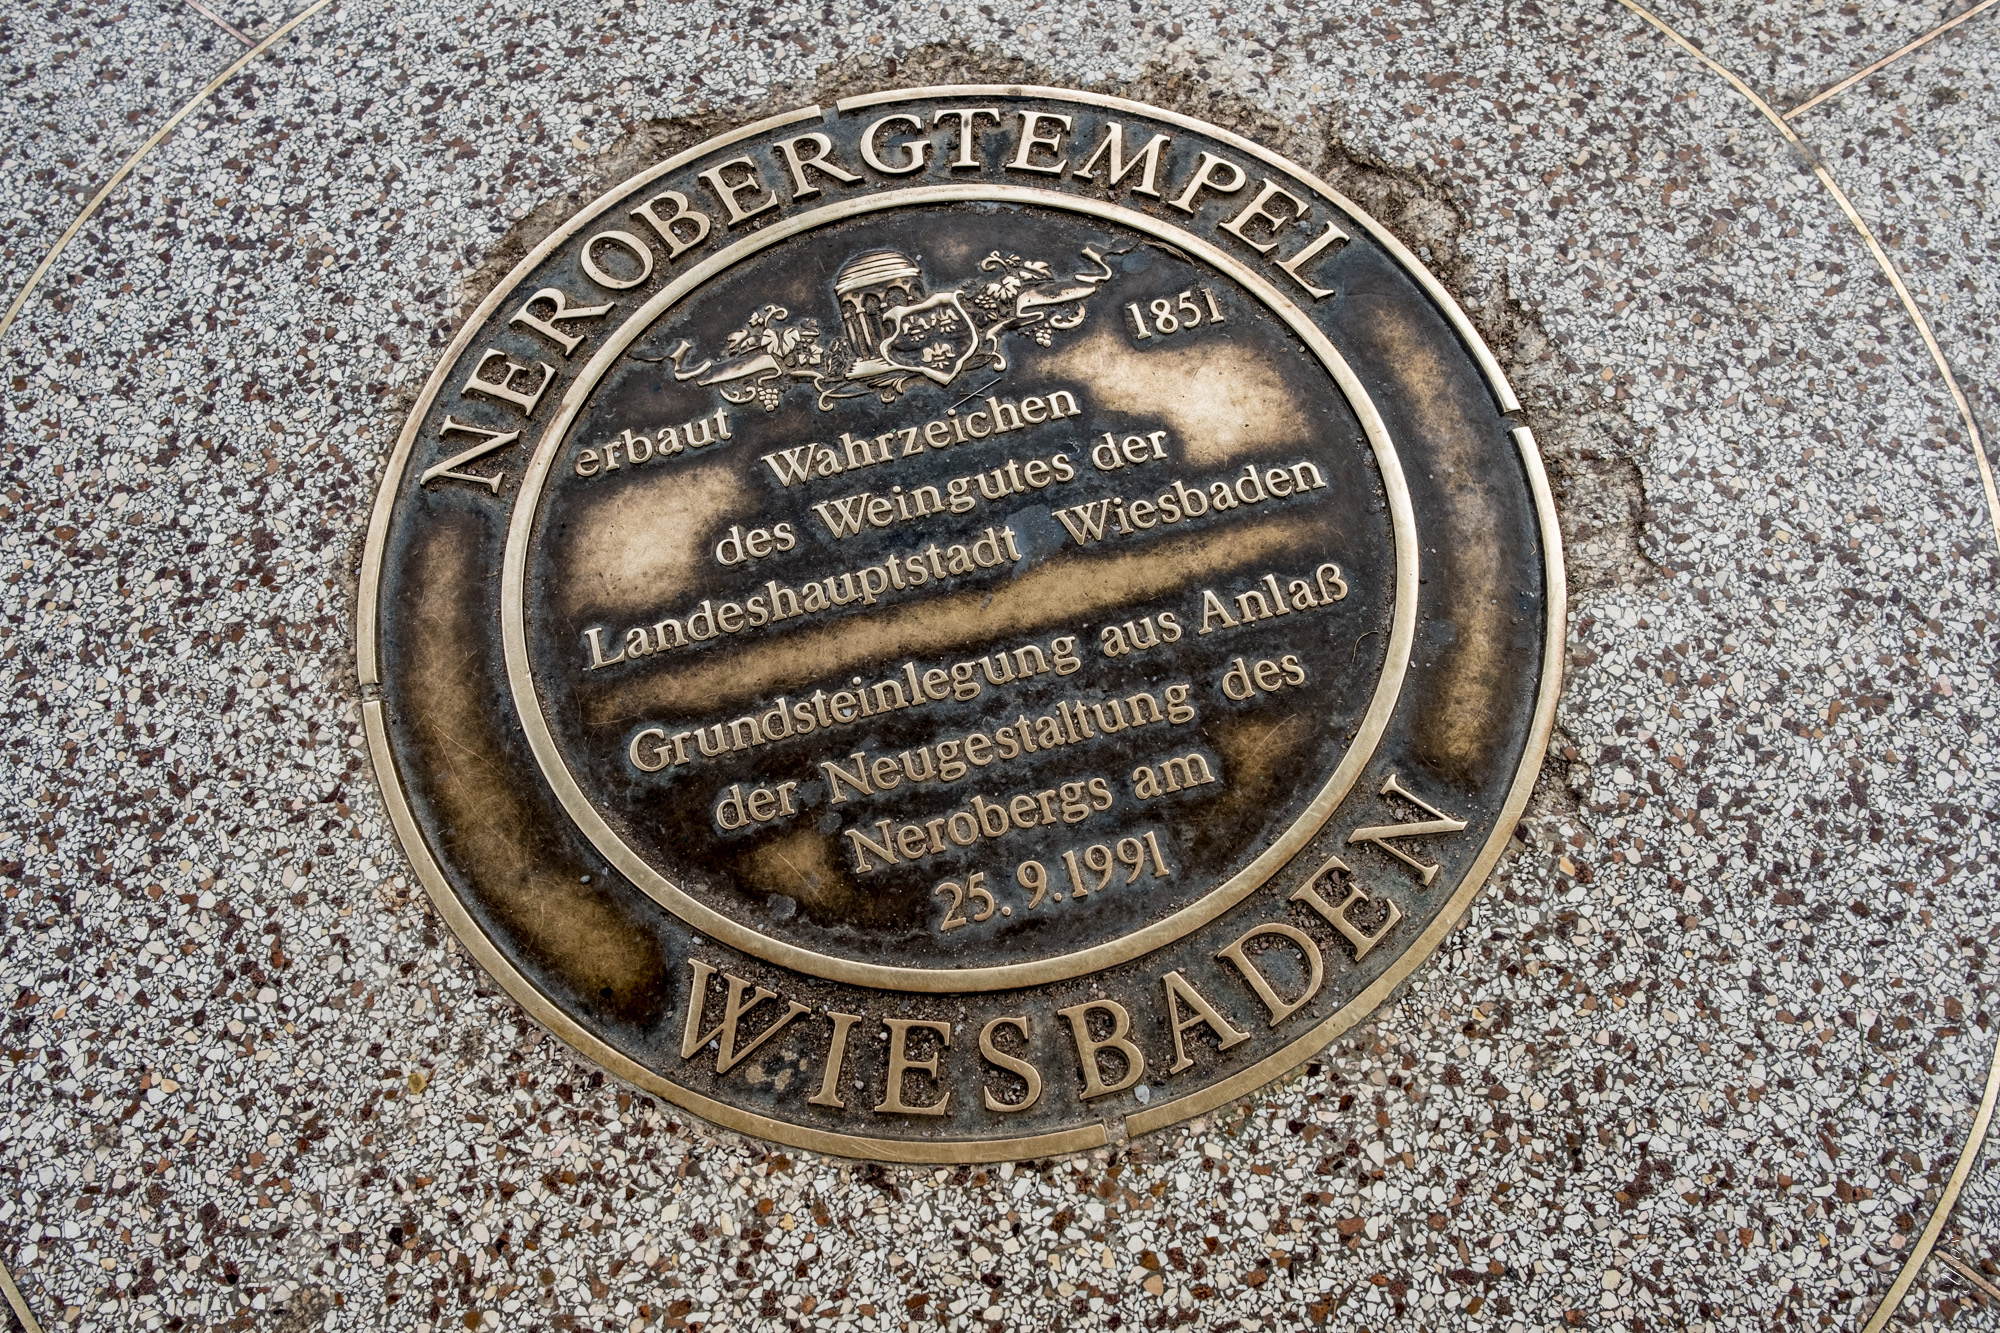 NEROBERGTEMPEL
erbaut 1851
Wahrzeichen
des Weingutes der
Landeshauptstadt Wiesbaden
Grundsteinlegung aus Anlaß
der Neugestaltung des
Nerobergs am
25.9.1991
WIESBADEN